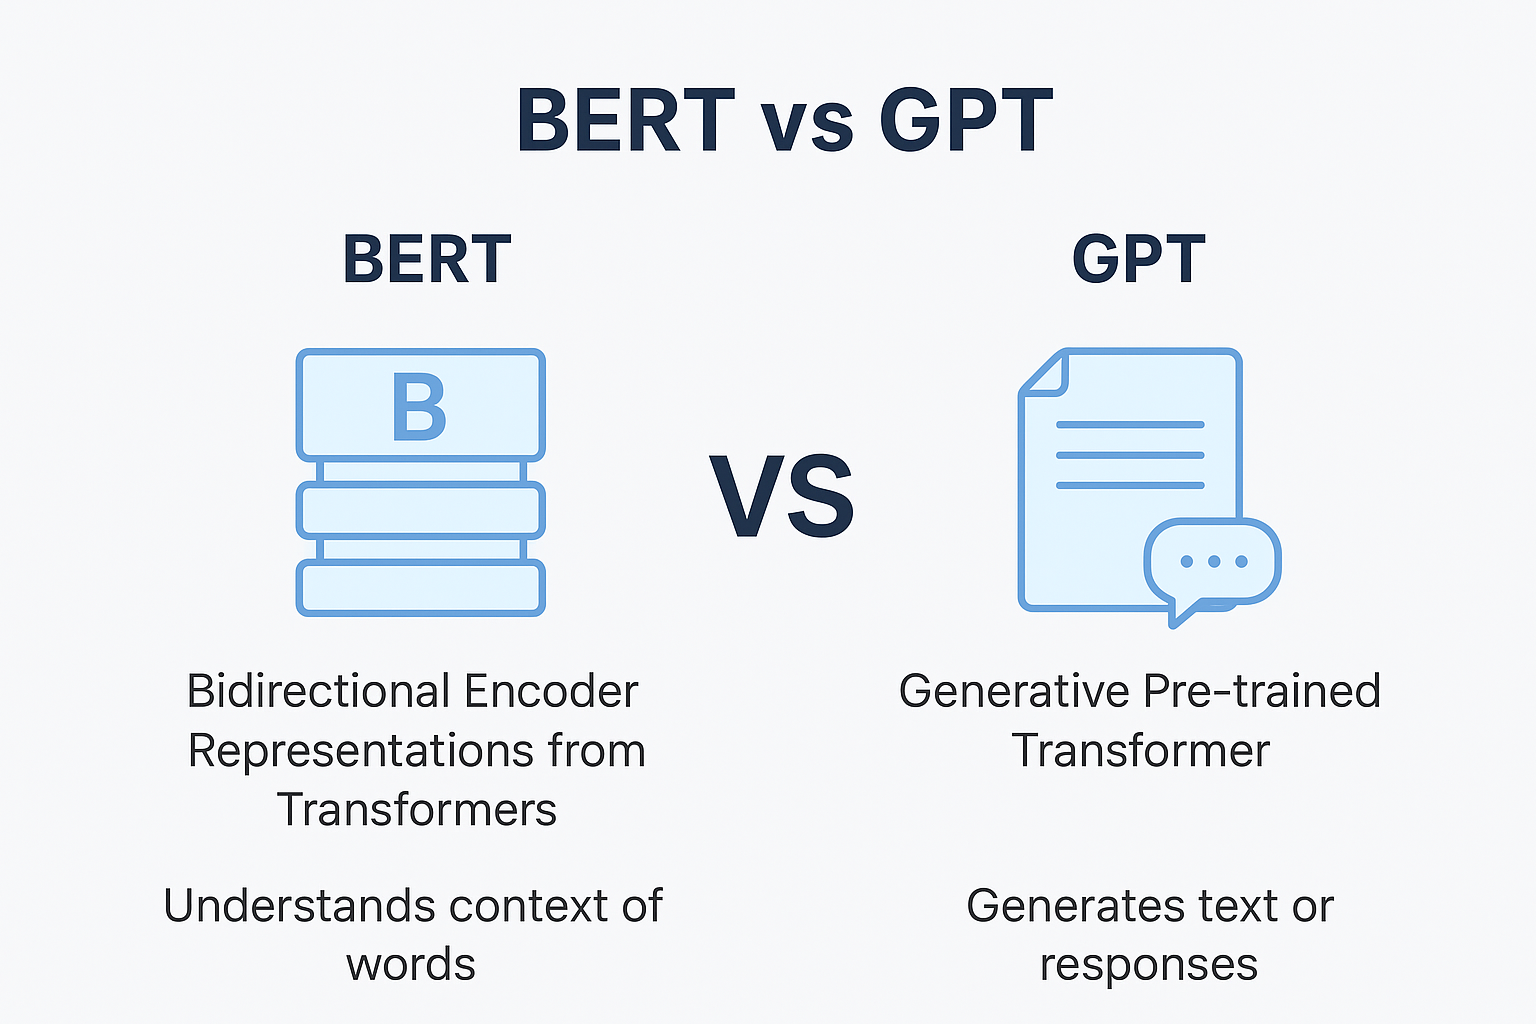 BERT vs GPT
BERT
GPT
B
VS
Bidirectional Encoder
Representations from
Transformers
Generative Pre-trained
Transformer
Understands context of
words
Generates text or
responses